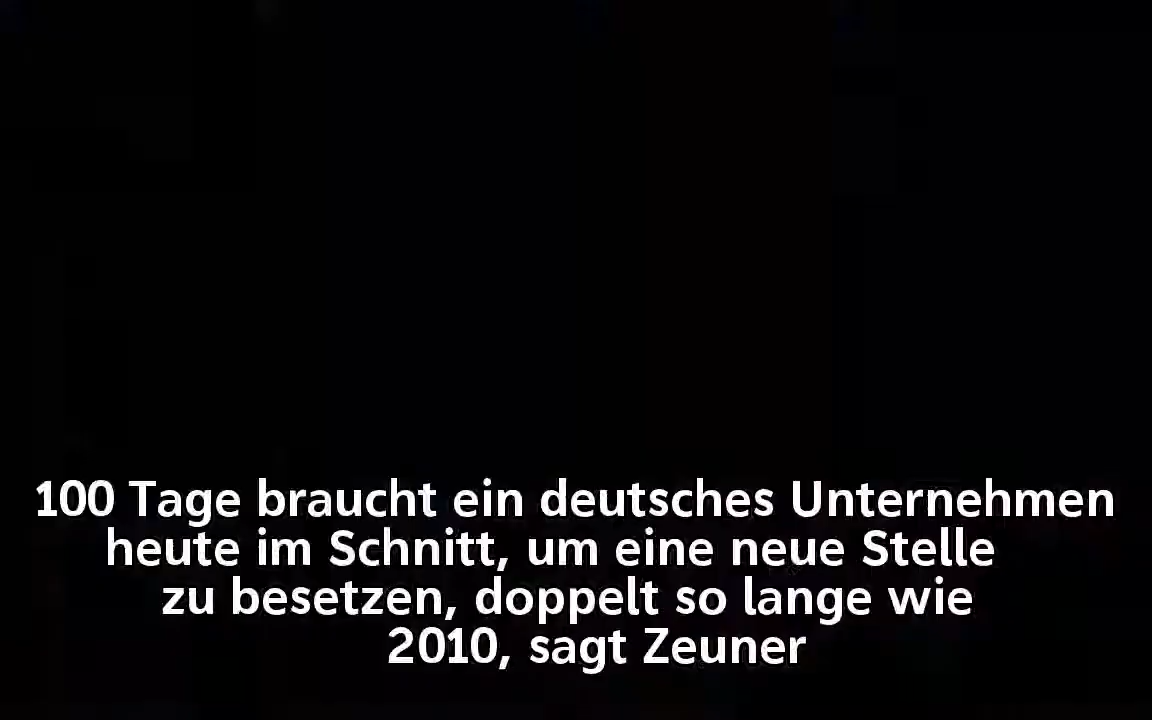 100 Tage braucht ein deutsches Unternehmen
heute im Schnitt, um eine neue Stelle
zu besetzen, doppelt so lange wie
2010, sagt Zeuner